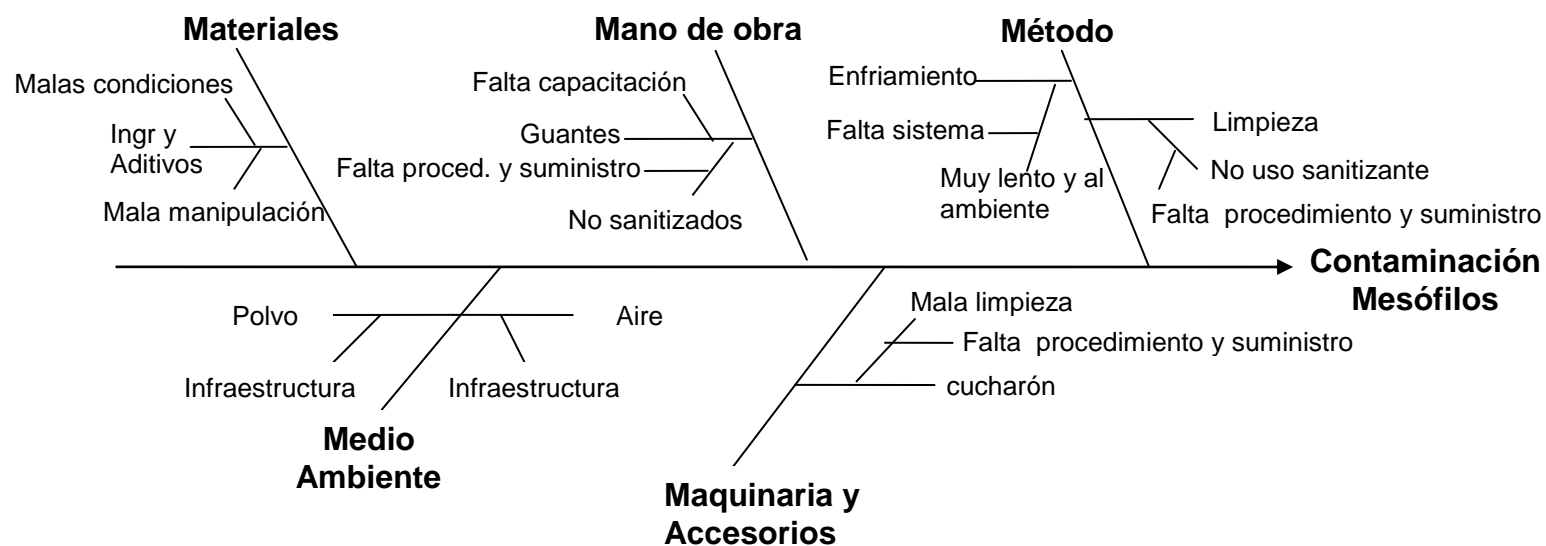 Materiales
Mano de obra
Método
Malas condiciones
Ingr y
Aditivos
Mala manipulación
Falta capacitación
Guantes
Falta proced. y suministro
No sanitizados
Enfriamiento
Falta sistema
Muy lento y al
ambiente
Limpieza
No uso sanitizante
Falta procedimiento y suministro
Contaminación
Mesófilos
Polvo
Aire
Infraestructura
Infraestructura
Medio
Ambiente
Mala limpieza
Falta procedimiento y suministro
cucharón
Maquinaria y
Accesorios